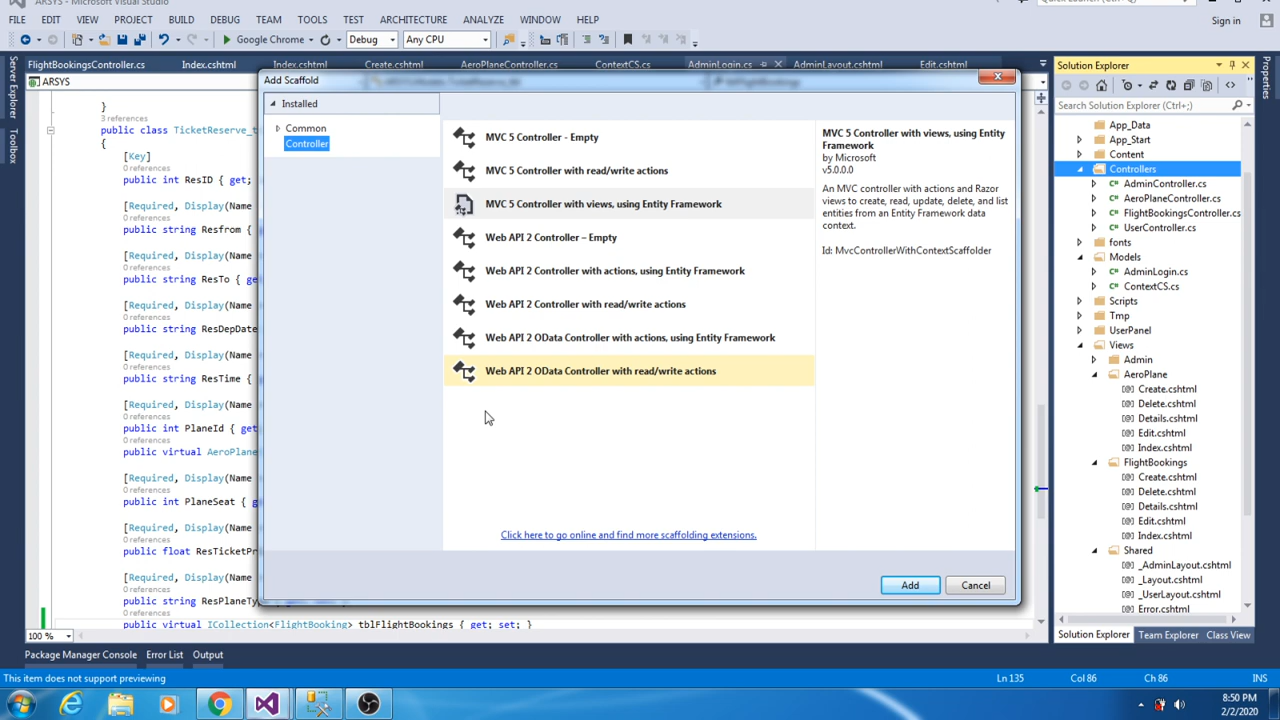 ARSYS - Microsoft Visual Studio
Sign in
FILE EDIT VIEW PROJECT BUILD DEBUG TEAM TOOLS TEST ARCHITECTURE ANALYZE WINDOW HELP
Google Chrome Debug Any CPU
FlightBookingsController.cs Index.cshtml Create.cshtml AeroPlaneController.cs ContextCS.cs AdminLogin.cs AdminLayout.cshtml Edit.cshtml
ARSYS
Server Explorer
Toolbox
}
3 references
public class TicketReserve_t
{
[Key]
0 references
public int ResID { get;
[Required, Display(Name
0 references
public string Resfrom {
[Required, Display(Name
0 references
public string ResTo { get
[Required, Display(Name
0 references
public string ResDepDate
[Required, Display(Name
0 references
public string ResTime {
[Required, Display(Name
0 references
public int PlaneId { get
0 references
public virtual AeroPlane
[Required, Display(Name
0 references
public int PlaneSeat { g
[Required, Display(Name
0 references
public float ResTicketPr
[Required, Display(Name
0 references
public string ResPlaneTy
0 references
public virtual ICollection<FlightBooking> tblFlightBookings { get; set; }
100 %
Add Scaffold
Installed
Common
Controller
MVC 5 Controller - Empty
MVC 5 Controller with read/write actions
MVC 5 Controller with views, using Entity Framework
Web API 2 Controller – Empty
Web API 2 Controller with actions, using Entity Framework
Web API 2 Controller with read/write actions
Web API 2 OData Controller with actions, using Entity Framework
Web API 2 OData Controller with read/write actions
Click here to go online and find more scaffolding extensions.
MVC 5 Controller with views, using Entity
Framework
by Microsoft
v5.0.0.0
An MVC controller with actions and Razor
views to create, read, update, delete, and list
entities from an Entity Framework data
context.
Id: MvcControllerWithContextScaffolder
Add Cancel
Solution Explorer
Search Solution Explorer (Ctrl+;)
App_Data
App_Start
Content
Controllers
AdminController.cs
AeroPlaneController.cs
FlightBookingsController.cs
UserController.cs
fonts
Models
AdminLogin.cs
ContextCS.cs
Scripts
Tmp
UserPanel
Views
Admin
AeroPlane
Create.cshtml
Delete.cshtml
Details.cshtml
Edit.cshtml
Index.cshtml
FlightBookings
Create.cshtml
Delete.cshtml
Details.cshtml
Edit.cshtml
Index.cshtml
Shared
_AdminLayout.cshtml
_Layout.cshtml
_UserLayout.cshtml
Error.cshtml
Solution Explorer Team Explorer Class View
Properties
Package Manager Console Error List Output
This item does not support previewing Ln 135 Col 86 Ch 86 INS
8:50 PM
2/2/2020